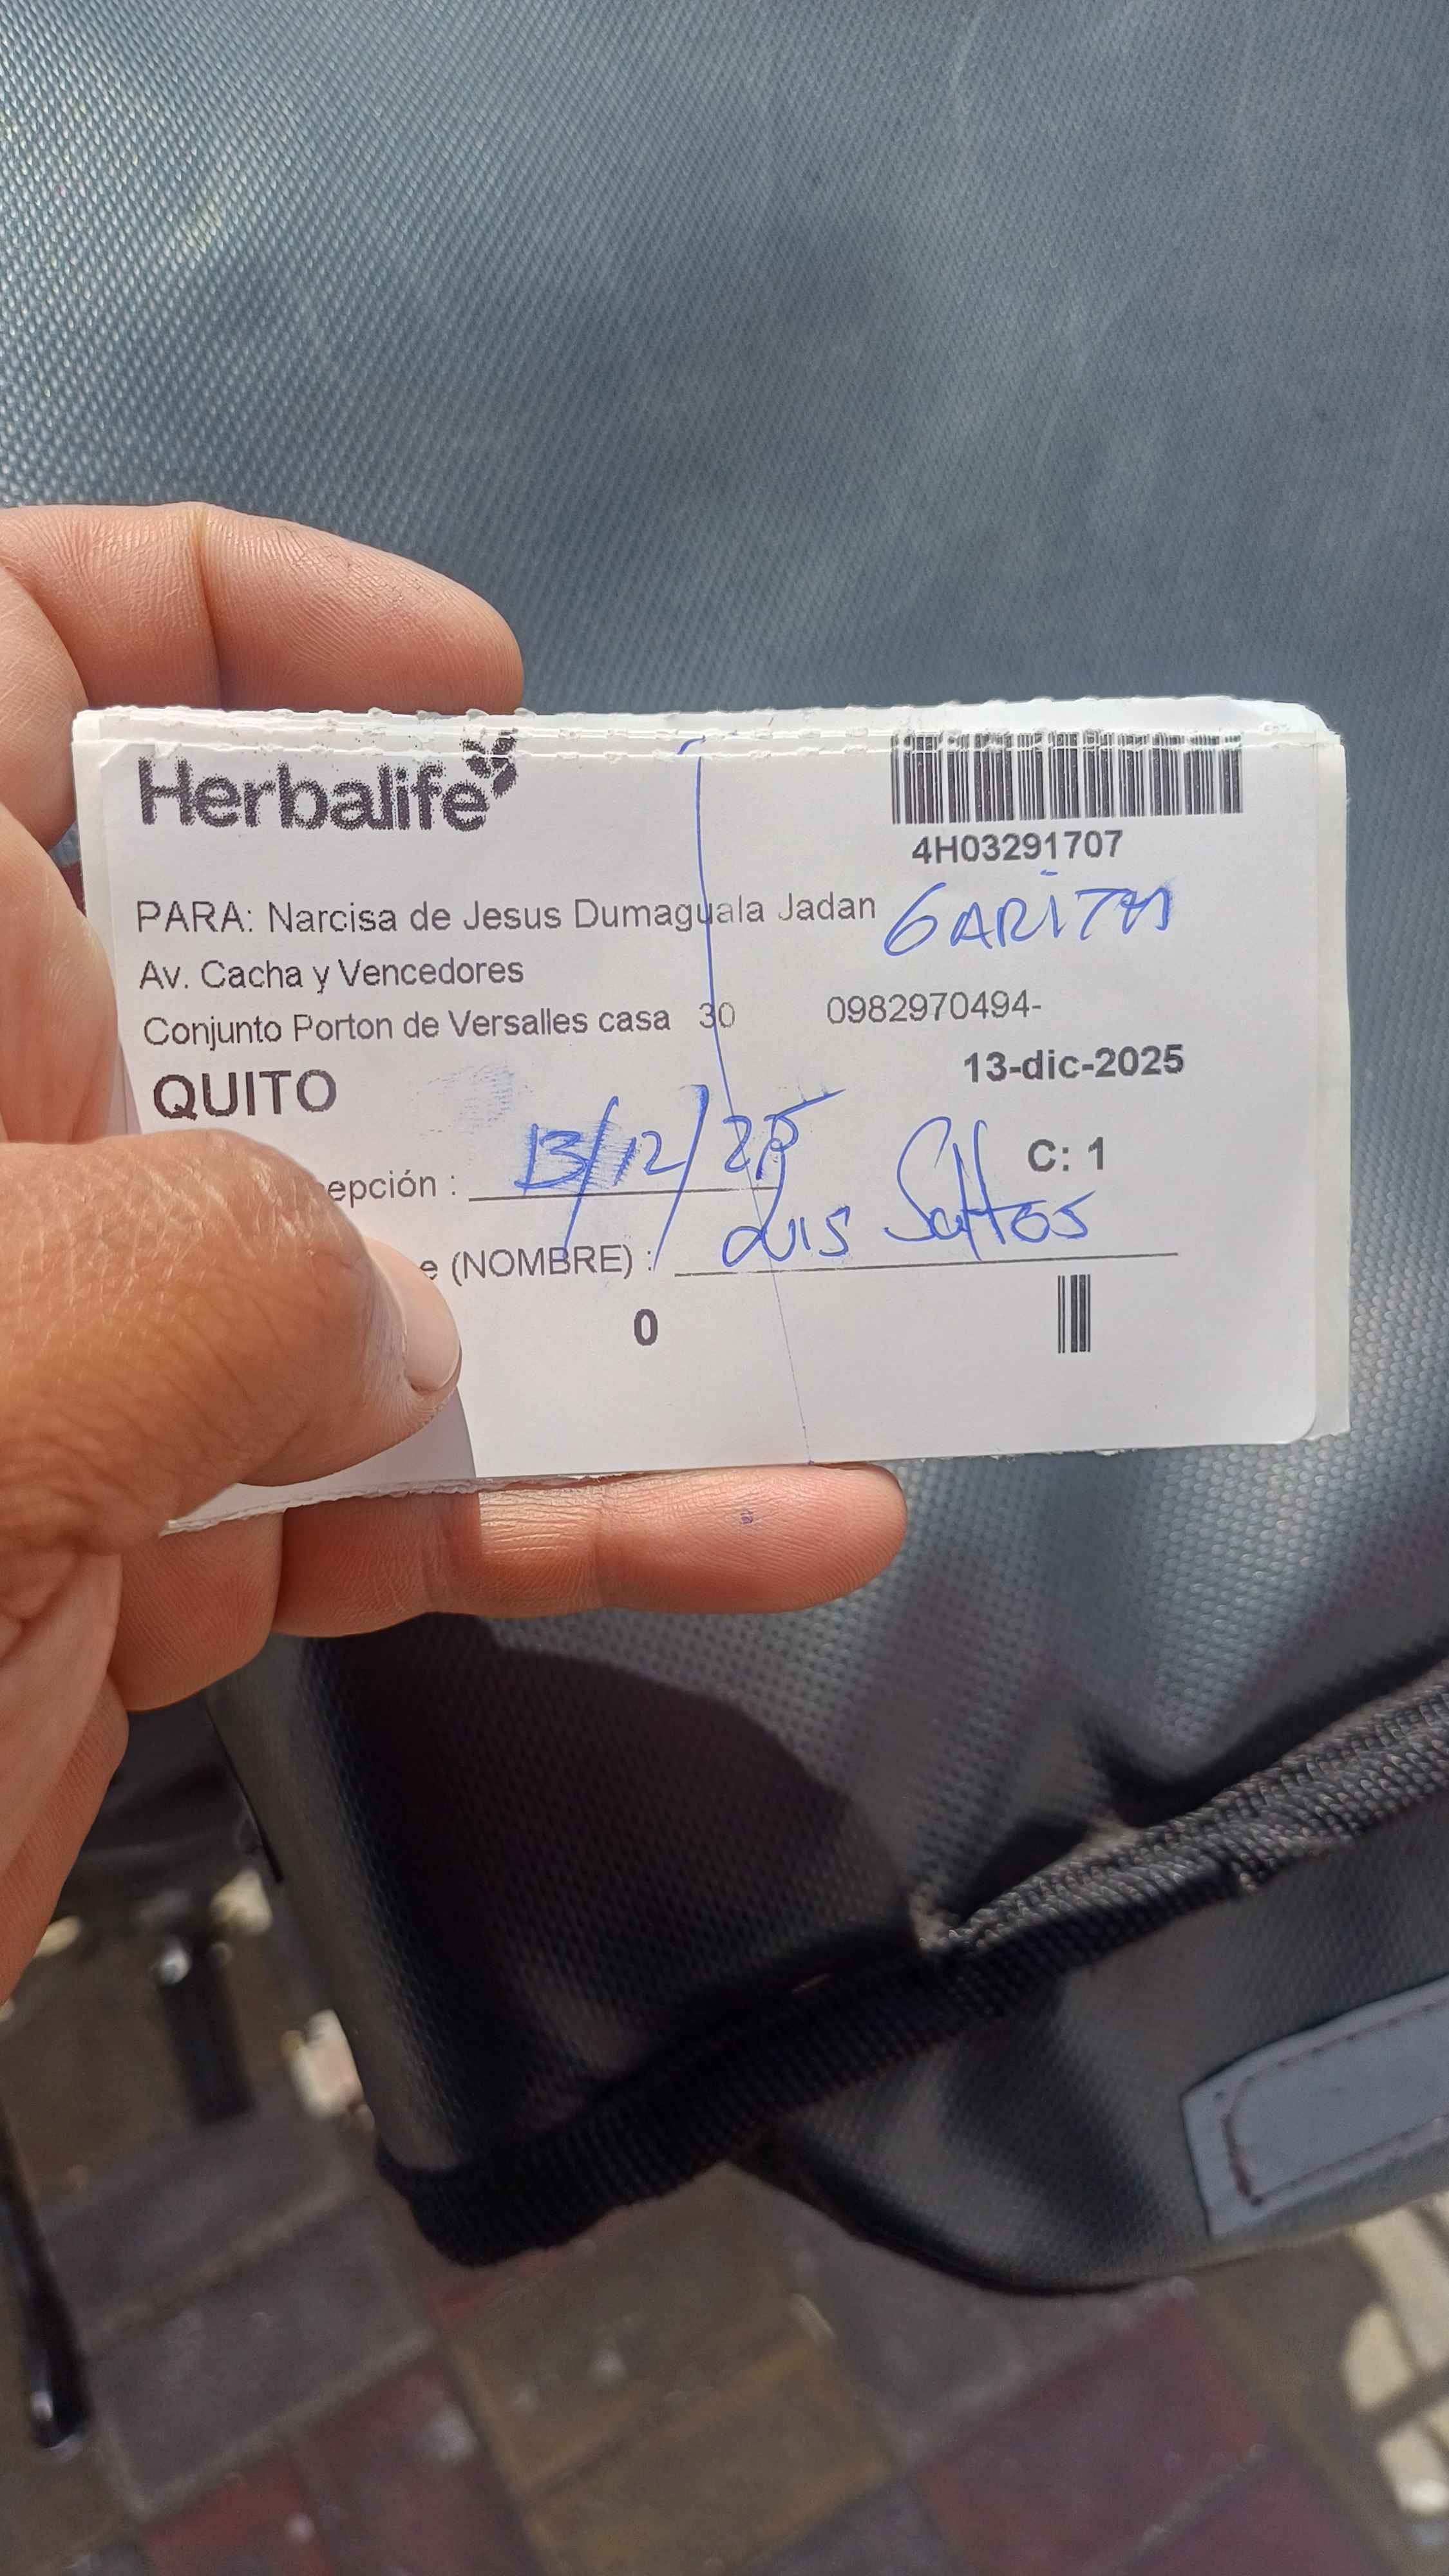 Herbalife
4H03291707
PARA: Narcisa de Jesus Dumaguala Jadan GARITA
Av. Cacha y Vencedores
Conjunto Porton de Versalles casa 30 0982970494-
QUITO 13-dic-2025
C: 1
epción : 13/12/25
e (NOMBRE) : Luis
0